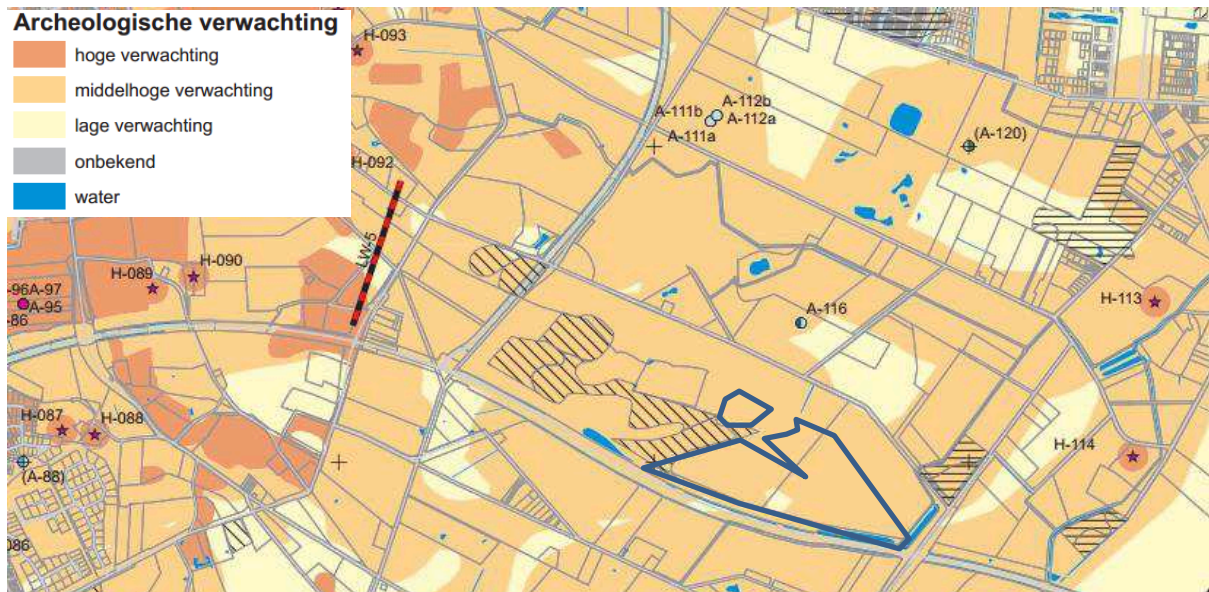 Archeologische verwachting
hoge verwachting
middelhoge verwachting
lage verwachting
onbekend
water
H-093
A-112b
A-111b
A-112a
A-111a
(A-120)
H-092
LW-5
H-090
H-089
-96A-97
A-95
-86
H-113
A-116
H-087
H-088
H-114
(A-88)
086